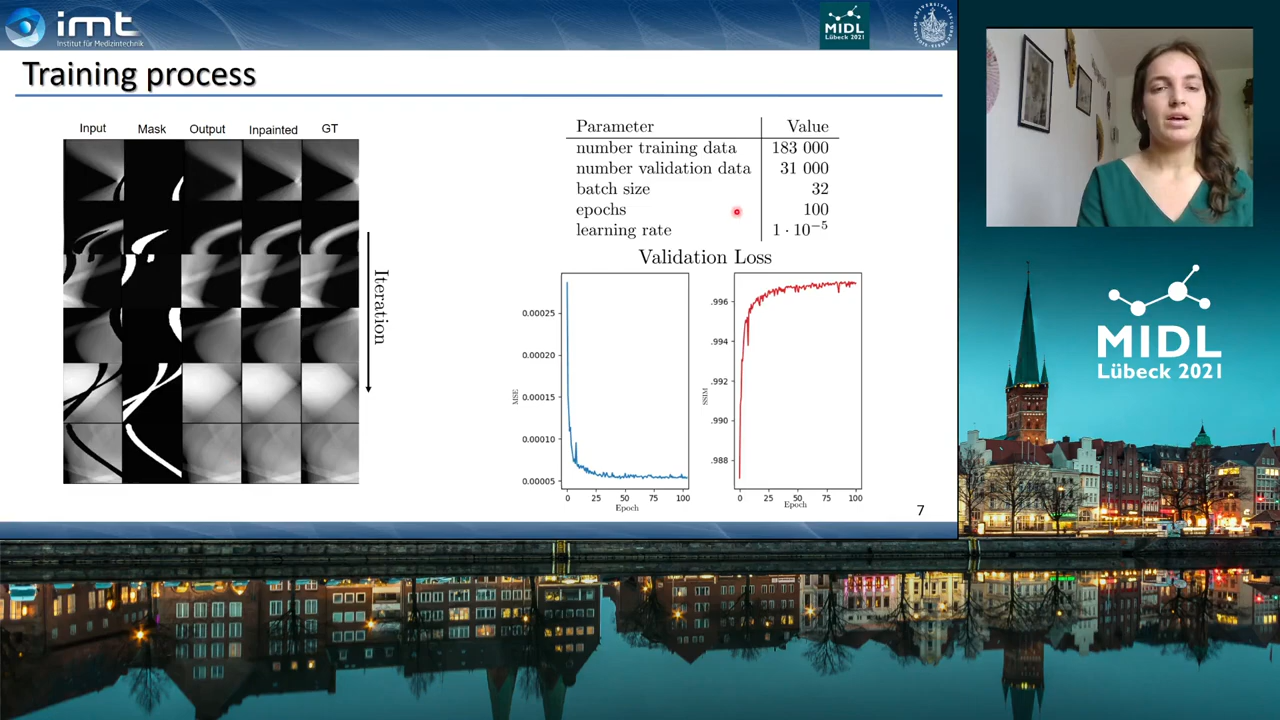 imt
Institut für Medizintechnik
MIDL
Lübeck 2021
Training process
Input Mask Output Inpainted GT
Iteration
Parameter Value
number training data 183 000
number validation data 31 000
batch size 32
epochs 100
learning rate 1 · 10⁻⁵
Validation Loss
MSE
0.00025
0.00020
0.00015
0.00010
0.00005
0 25 50 75 100
Epoch
SSIM
.996
.994
.992
.990
.988
0 25 50 75 100
Epoch
7
MIDL
Lübeck 2021